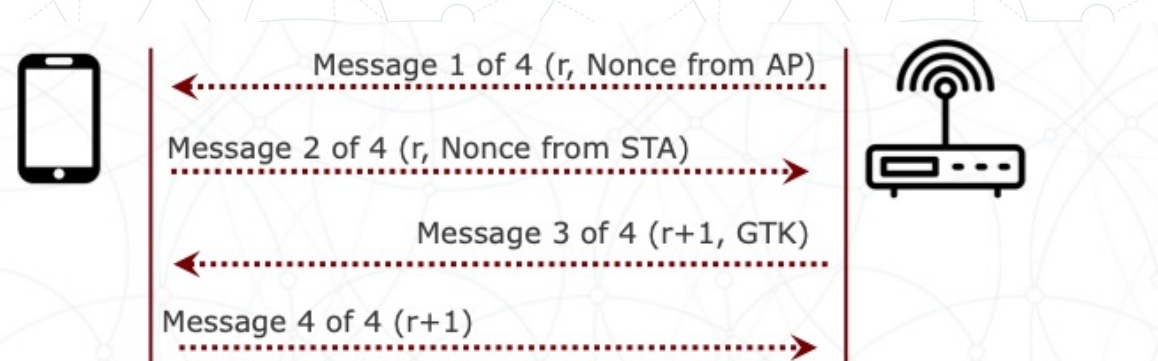 Message 1 of 4 (r, Nonce from AP)
Message 2 of 4 (r, Nonce from STA)
Message 3 of 4 (r+1, GTK)
Message 4 of 4 (r+1)